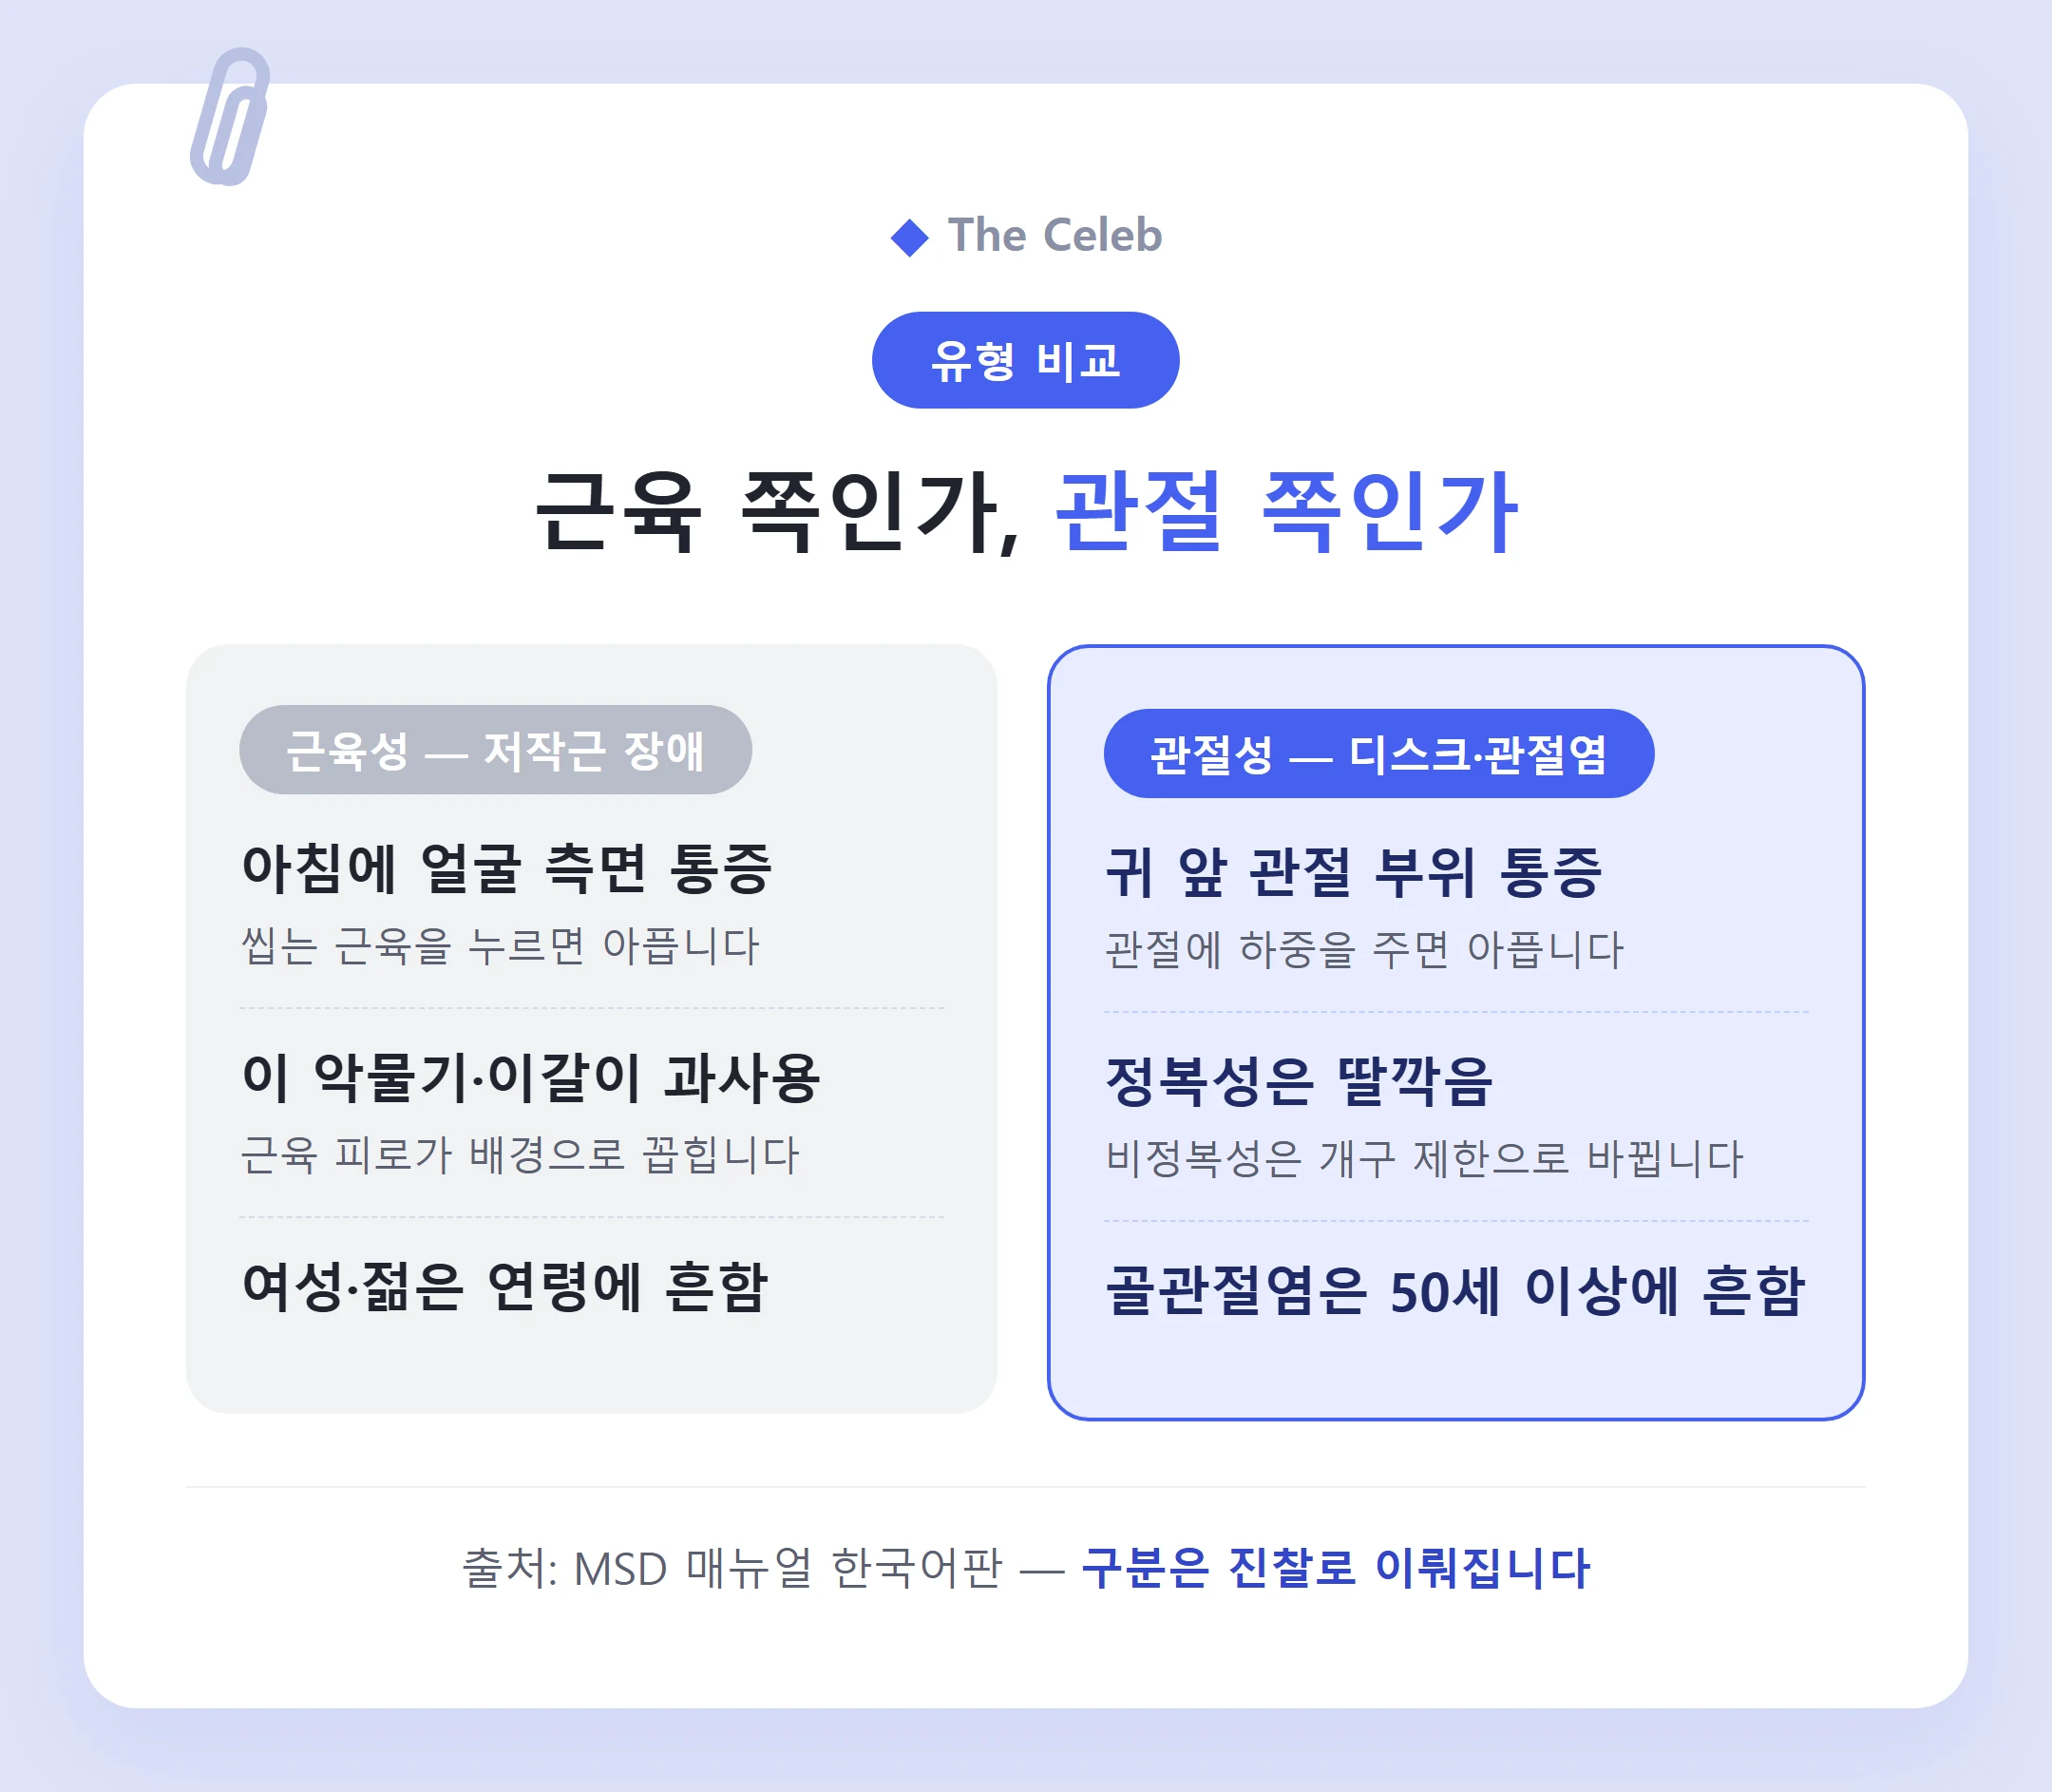 The Celeb
유형 비교
근육 쪽인가, 관절 쪽인가
근육성 — 저작근 장애
아침에 얼굴 측면 통증
씹는 근육을 누르면 아픕니다
이 악물기·이갈이 과사용
근육 피로가 배경으로 꼽힙니다
여성·젊은 연령에 흔함
관절성 — 디스크·관절염
귀 앞 관절 부위 통증
관절에 하중을 주면 아픕니다
정복성은 딸깍음
비정복성은 개구 제한으로 바뀝니다
골관절염은 50세 이상에 흔함
출처: MSD 매뉴얼 한국어판 — 구분은 진찰로 이뤄집니다